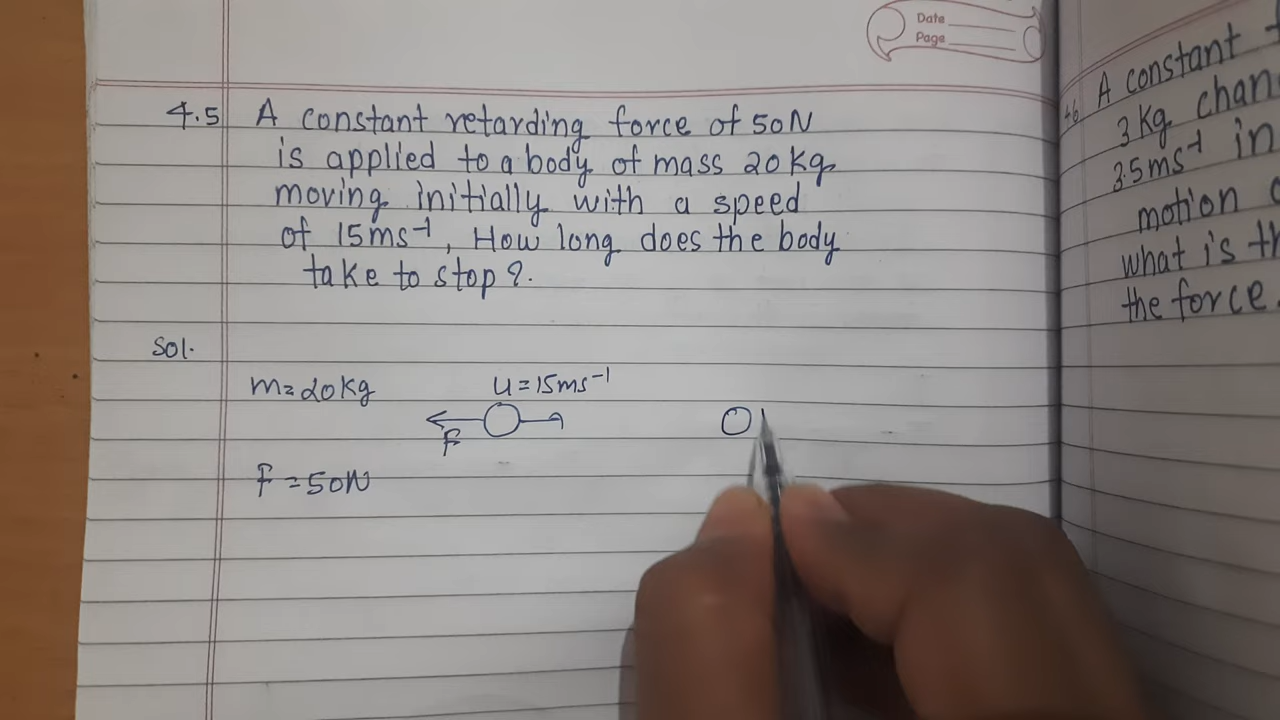 Date
Page
4.5 A constant retarding force of 50N
is applied to a body of mass 20kg
moving initially with a speed
of 15ms⁻¹, How long does the body
take to stop?.
Sol.
m=20kg
u=15ms⁻¹
F
F=50N
4.6 A constant
3kg chan
3.5ms⁻¹ in
motion
what is th
the force.